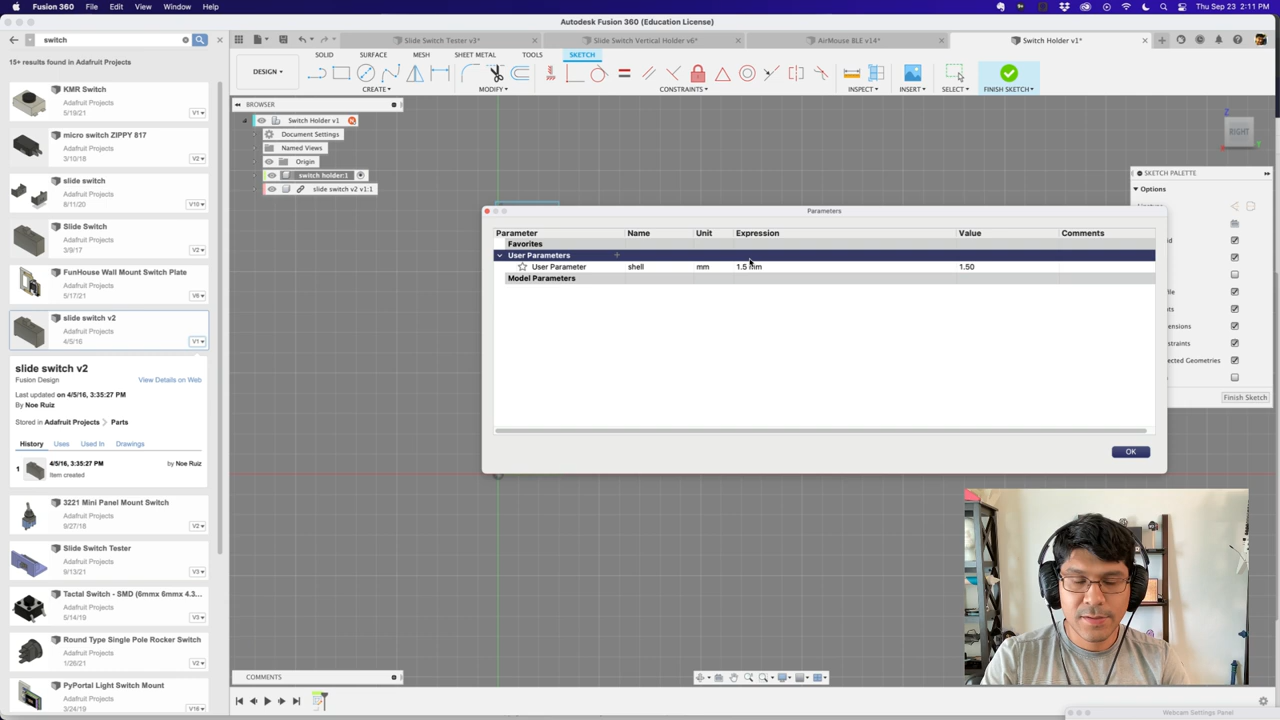 Fusion 360 File Edit View Window Help
Thu Sep 23 2:11 PM
Autodesk Fusion 360 (Education License)
switch
Slide Switch Tester v3*
Slide Switch Vertical Holder v6*
AirMouse BLE v14*
Switch Holder v1*
15+ results found in Adafruit Projects
SOLID SURFACE MESH SHEET METAL TOOLS SKETCH
DESIGN
CREATE
MODIFY
CONSTRAINTS
INSPECT
INSERT
SELECT
FINISH SKETCH
KMR Switch
Adafruit Projects
5/19/21
V1
micro switch ZIPPY 817
Adafruit Projects
3/10/18
V2
slide switch
Adafruit Projects
8/11/20
V10
Slide Switch
Adafruit Projects
3/9/17
V2
FunHouse Wall Mount Switch Plate
Adafruit Projects
5/17/21
V8
slide switch v2
Adafruit Projects
4/5/16
V1
slide switch v2
Fusion Design
View Details on Web
Last updated on 4/5/16, 3:35:27 PM
By Noe Ruiz
Stored in Adafruit Projects > Parts
History Uses Used In Drawings
1
4/5/16, 3:35:27 PM
by Noe Ruiz
Item created
3221 Mini Panel Mount Switch
Adafruit Projects
9/27/18
V2
Slide Switch Tester
Adafruit Projects
9/13/21
V3
Tactal Switch - SMD (6mmx 6mmx 4.3...
Adafruit Projects
5/14/19
V3
Round Type Single Pole Rocker Switch
Adafruit Projects
1/28/21
V2
PyPortal Light Switch Mount
Adafruit Projects
3/24/19
V16
BROWSER
Switch Holder v1
Document Settings
Named Views
Origin
switch holder:1
slide switch v2 v1:1
Z
RIGHT
SKETCH PALETTE
Options
Parameters
Parameter Name Unit Expression Value Comments
Favorites
User Parameters
User Parameter shell mm 1.5 mm 1.50
Model Parameters
OK
Finish Sketch
COMMENTS
Webcam Settings Panel